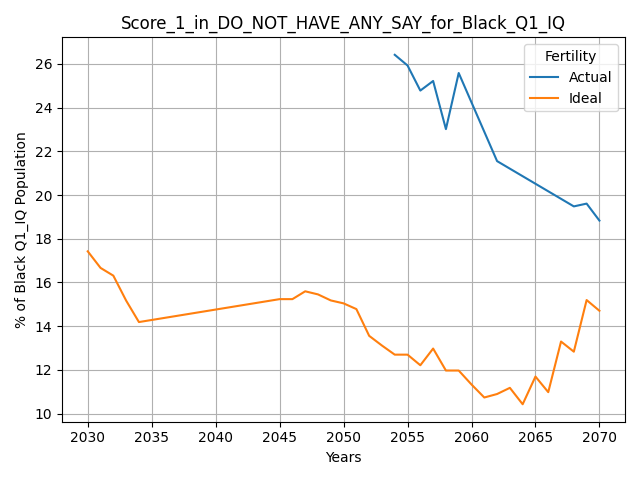 Score_1_in_DO_NOT_HAVE_ANY_SAY_for_Black_Q1_IQ
Fertility
Actual
Ideal
% of Black Q1_IQ Population
26
24
22
20
18
16
14
12
10
2030 2035 2040 2045 2050 2055 2060 2065 2070
Years